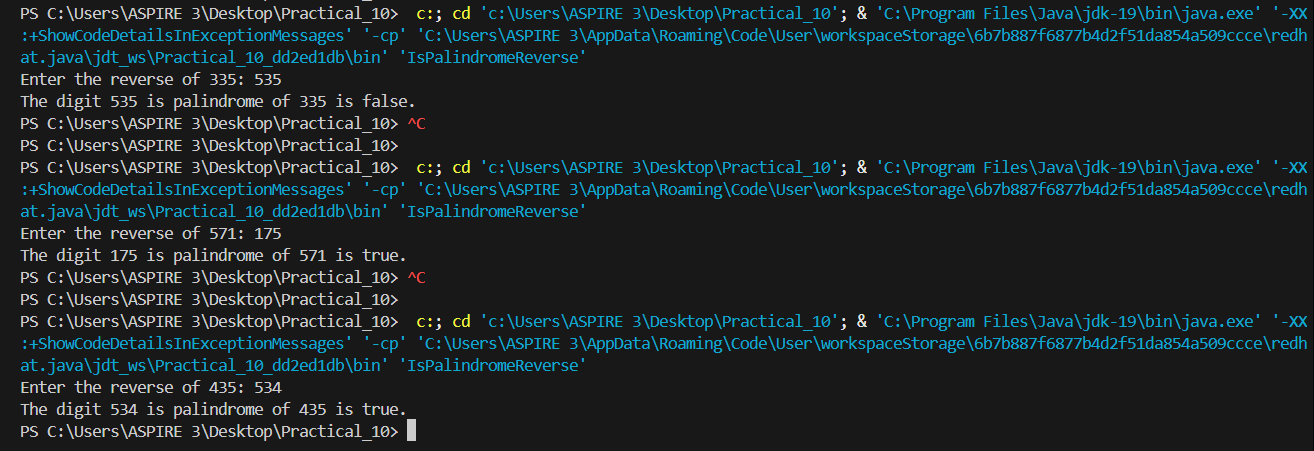 PS C:\Users\ASPIRE 3\Desktop\Practical_10>  c:; cd 'c:\Users\ASPIRE 3\Desktop\Practical_10'; & 'C:\Program Files\Java\jdk-19\bin\java.exe' '-XX
:+ShowCodeDetailsInExceptionMessages' '-cp' 'C:\Users\ASPIRE 3\AppData\Roaming\Code\User\workspaceStorage\6b7b887f6877b4d2f51da854a509ccce\redh
at.java\jdt_ws\Practical_10_dd2ed1db\bin' 'IsPalindromeReverse'
Enter the reverse of 335: 535
The digit 535 is palindrome of 335 is false.
PS C:\Users\ASPIRE 3\Desktop\Practical_10> ^C
PS C:\Users\ASPIRE 3\Desktop\Practical_10>
PS C:\Users\ASPIRE 3\Desktop\Practical_10>  c:; cd 'c:\Users\ASPIRE 3\Desktop\Practical_10'; & 'C:\Program Files\Java\jdk-19\bin\java.exe' '-XX
:+ShowCodeDetailsInExceptionMessages' '-cp' 'C:\Users\ASPIRE 3\AppData\Roaming\Code\User\workspaceStorage\6b7b887f6877b4d2f51da854a509ccce\redh
at.java\jdt_ws\Practical_10_dd2ed1db\bin' 'IsPalindromeReverse'
Enter the reverse of 571: 175
The digit 175 is palindrome of 571 is true.
PS C:\Users\ASPIRE 3\Desktop\Practical_10> ^C
PS C:\Users\ASPIRE 3\Desktop\Practical_10>
PS C:\Users\ASPIRE 3\Desktop\Practical_10>  c:; cd 'c:\Users\ASPIRE 3\Desktop\Practical_10'; & 'C:\Program Files\Java\jdk-19\bin\java.exe' '-XX
:+ShowCodeDetailsInExceptionMessages' '-cp' 'C:\Users\ASPIRE 3\AppData\Roaming\Code\User\workspaceStorage\6b7b887f6877b4d2f51da854a509ccce\redh
at.java\jdt_ws\Practical_10_dd2ed1db\bin' 'IsPalindromeReverse'
Enter the reverse of 435: 534
The digit 534 is palindrome of 435 is true.
PS C:\Users\ASPIRE 3\Desktop\Practical_10>